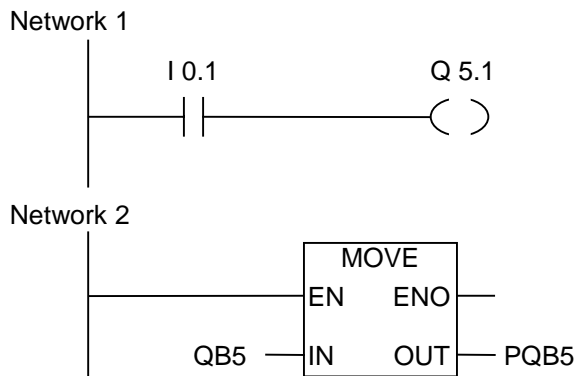 Network 1
I 0.1 Q 5.1
Network 2
MOVE
EN ENO
QB5 IN OUT PQB5